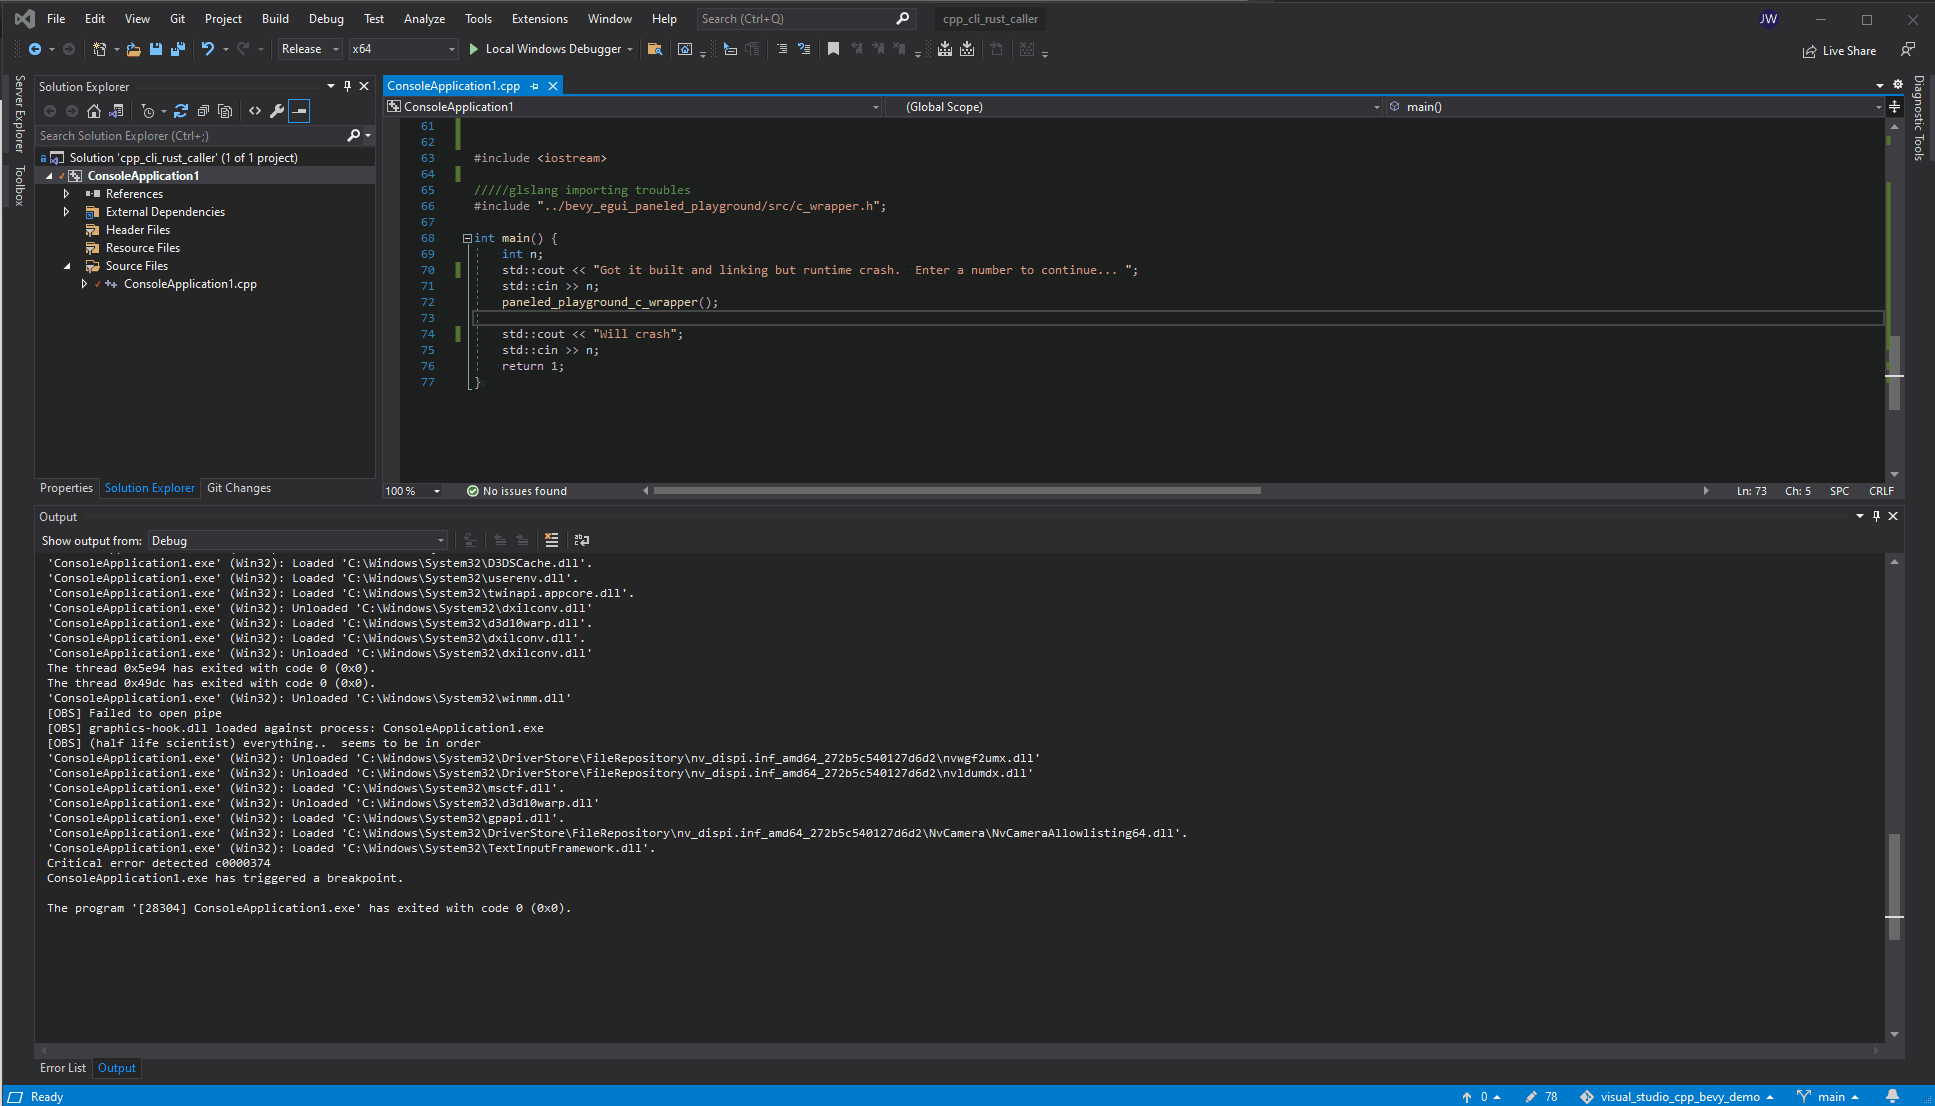 File Edit View Git Project Build Debug Test Analyze Tools Extensions Window Help Search (Ctrl+Q) cpp_cli_rust_caller JW
Release x64 Local Windows Debugger Live Share
Server Explorer
Toolbox
Solution Explorer
Search Solution Explorer (Ctrl+;)
Solution 'cpp_cli_rust_caller' (1 of 1 project)
ConsoleApplication1
References
External Dependencies
Header Files
Resource Files
Source Files
ConsoleApplication1.cpp
Properties Solution Explorer Git Changes
ConsoleApplication1.cpp
ConsoleApplication1 (Global Scope) main()
Diagnostic Tools
61
62
63 #include <iostream>
64
65 /////glslang importing troubles
66 #include "../bevy_egui_paneled_playground/src/c_wrapper.h";
67
68 int main() {
69 int n;
70 std::cout << "Got it built and linking but runtime crash.  Enter a number to continue... ";
71 std::cin >> n;
72 paneled_playground_c_wrapper();
73
74 std::cout << "Will crash";
75 std::cin >> n;
76 return 1;
77 }
100 % No issues found Ln: 73 Ch: 5 SPC CRLF
Output
Show output from: Debug
'ConsoleApplication1.exe' (Win32): Loaded 'C:\Windows\System32\D3DSCache.dll'.
'ConsoleApplication1.exe' (Win32): Loaded 'C:\Windows\System32\userenv.dll'.
'ConsoleApplication1.exe' (Win32): Loaded 'C:\Windows\System32\twinapi.appcore.dll'.
'ConsoleApplication1.exe' (Win32): Unloaded 'C:\Windows\System32\dxilconv.dll'
'ConsoleApplication1.exe' (Win32): Loaded 'C:\Windows\System32\d3d10warp.dll'.
'ConsoleApplication1.exe' (Win32): Loaded 'C:\Windows\System32\dxilconv.dll'.
'ConsoleApplication1.exe' (Win32): Unloaded 'C:\Windows\System32\dxilconv.dll'
The thread 0x5e94 has exited with code 0 (0x0).
The thread 0x49dc has exited with code 0 (0x0).
'ConsoleApplication1.exe' (Win32): Unloaded 'C:\Windows\System32\winmm.dll'
[OBS] Failed to open pipe
[OBS] graphics-hook.dll loaded against process: ConsoleApplication1.exe
[OBS] (half life scientist) everything..  seems to be in order
'ConsoleApplication1.exe' (Win32): Unloaded 'C:\Windows\System32\DriverStore\FileRepository\nv_dispi.inf_amd64_272b5c540127d6d2\nvwgf2umx.dll'
'ConsoleApplication1.exe' (Win32): Unloaded 'C:\Windows\System32\DriverStore\FileRepository\nv_dispi.inf_amd64_272b5c540127d6d2\nvldumdx.dll'
'ConsoleApplication1.exe' (Win32): Loaded 'C:\Windows\System32\msctf.dll'.
'ConsoleApplication1.exe' (Win32): Unloaded 'C:\Windows\System32\d3d10warp.dll'
'ConsoleApplication1.exe' (Win32): Loaded 'C:\Windows\System32\gpapi.dll'.
'ConsoleApplication1.exe' (Win32): Loaded 'C:\Windows\System32\DriverStore\FileRepository\nv_dispi.inf_amd64_272b5c540127d6d2\NvCamera\NvCameraAllowlisting64.dll'.
'ConsoleApplication1.exe' (Win32): Loaded 'C:\Windows\System32\TextInputFramework.dll'.
Critical error detected c0000374
ConsoleApplication1.exe has triggered a breakpoint.
The program '[28304] ConsoleApplication1.exe' has exited with code 0 (0x0).
Error List Output
Ready 0 78 visual_studio_cpp_bevy_demo main